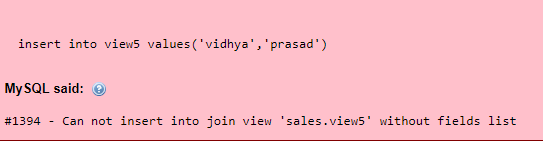 insert into view5 values('vidhya','prasad')
MySQL said:
#1394 - Can not insert into join view 'sales.view5' without fields list